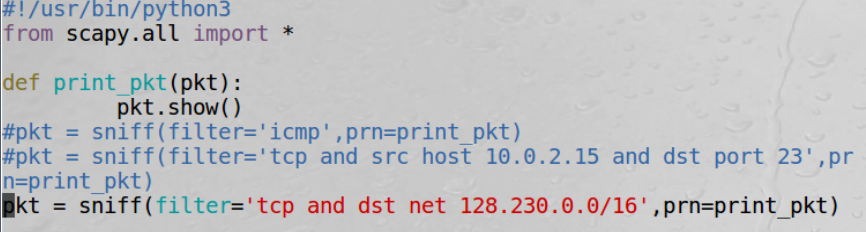 #!/usr/bin/python3
from scapy.all import *
def print_pkt(pkt):
        pkt.show()
#pkt = sniff(filter='icmp',prn=print_pkt)
#pkt = sniff(filter='tcp and src host 10.0.2.15 and dst port 23',pr
n=print_pkt)
pkt = sniff(filter='tcp and dst net 128.230.0.0/16',prn=print_pkt)